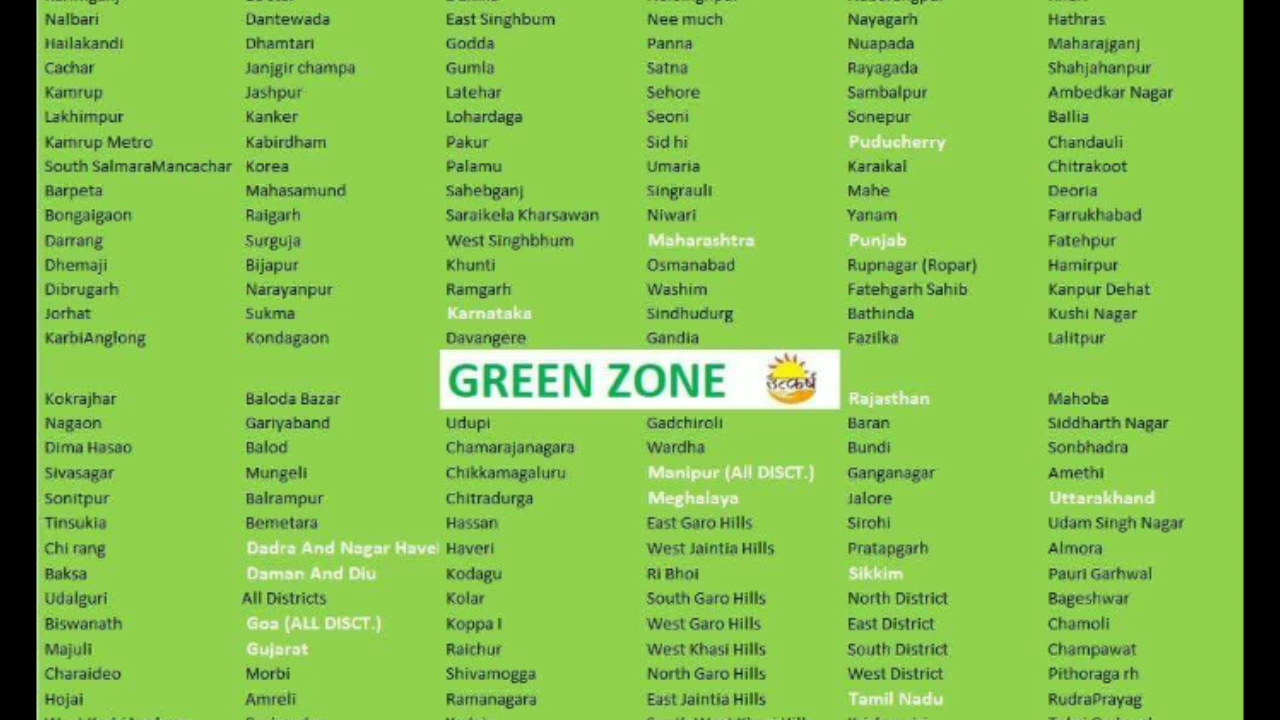 Nalbari
Hailakandi
Cachar
Kamrup
Lakhimpur
Kamrup Metro
South SalmaraMancachar
Barpeta
Bongaigaon
Darrang
Dhemaji
Dibrugarh
Jorhat
KarbiAnglong
Kokrajhar
Nagaon
Dima Hasao
Sivasagar
Sonitpur
Tinsukia
Chi rang
Baksa
Udalguri
Biswanath
Majuli
Charaideo
Hojai
Dantewada
Dhamtari
Janjgir champa
Jashpur
Kanker
Kabirdham
Korea
Mahasamund
Raigarh
Surguja
Bijapur
Narayanpur
Sukma
Kondagaon
Baloda Bazar
Gariyaband
Balod
Mungeli
Balrampur
Bemetara
Dadra And Nagar Havel
Daman And Diu
All Districts
Goa (ALL DISCT.)
Gujarat
Morbi
Amreli
East Singhbum
Godda
Gumla
Latehar
Lohardaga
Pakur
Palamu
Sahebganj
Saraikela Kharsawan
West Singhbhum
Khunti
Ramgarh
Karnataka
Davangere
GREEN ZONE
उत्कर्ष
Udupi
Chamarajanagara
Chikkamagaluru
Chitradurga
Hassan
Haveri
Kodagu
Kolar
Koppa l
Raichur
Shivamogga
Ramanagara
Nee much
Panna
Satna
Sehore
Seoni
Sid hi
Umaria
Singrauli
Niwari
Maharashtra
Osmanabad
Washim
Sindhudurg
Gandia
Gadchiroli
Wardha
Manipur (All DISCT.)
Meghalaya
East Garo Hills
West Jaintia Hills
Ri Bhoi
South Garo Hills
West Garo Hills
West Khasi Hills
North Garo Hills
East Jaintia Hills
Nayagarh
Nuapada
Rayagada
Sambalpur
Sonepur
Puducherry
Karaikal
Mahe
Yanam
Punjab
Rupnagar (Ropar)
Fatehgarh Sahib
Bathinda
Fazilka
Rajasthan
Baran
Bundi
Ganganagar
Jalore
Sirohi
Pratapgarh
Sikkim
North District
East District
South District
West District
Tamil Nadu
Hathras
Maharajganj
Shahjahanpur
Ambedkar Nagar
Ballia
Chandauli
Chitrakoot
Deoria
Farrukhabad
Fatehpur
Hamirpur
Kanpur Dehat
Kushi Nagar
Lalitpur
Mahoba
Siddharth Nagar
Sonbhadra
Amethi
Uttarakhand
Udam Singh Nagar
Almora
Pauri Garhwal
Bageshwar
Chamoli
Champawat
Pithoraga rh
RudraPrayag